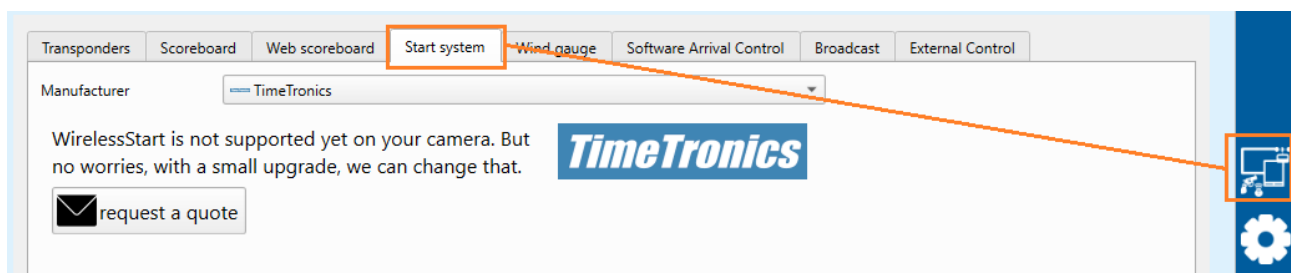 Transponders Scoreboard Web scoreboard Start system Wind gauge Software Arrival Control Broadcast External Control
Manufacturer TimeTronics
WirelessStart is not supported yet on your camera. But
no worries, with a small upgrade, we can change that.
TimeTronics
request a quote